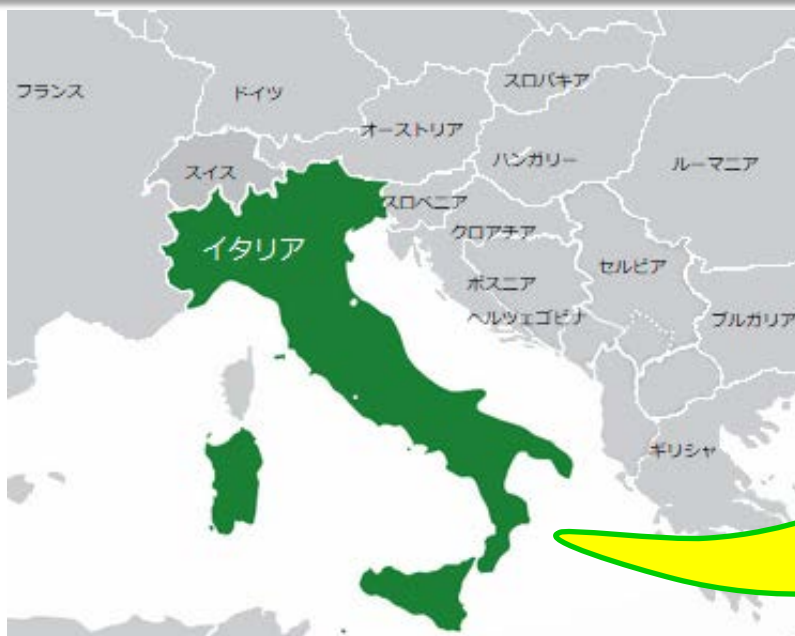 フランス
ドイツ
スロバキア
オーストリア
ハンガリー
ルーマニア
スイス
スロベニア
クロアチア
イタリア
セルビア
ボスニア
ヘルツェゴビナ
ブルガリア
ギリシャ